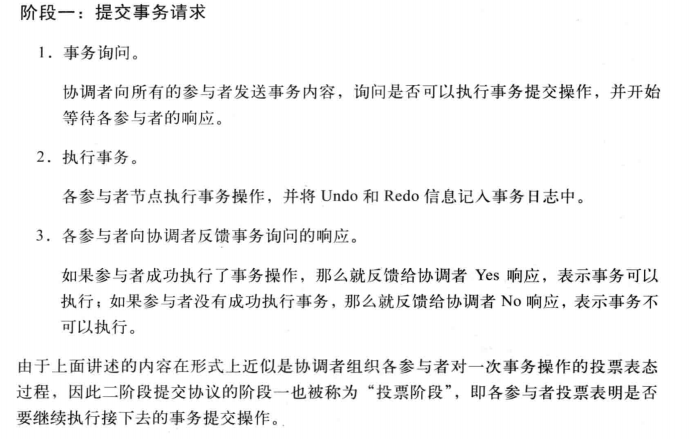 阶段一：提交事务请求
1．事务询问。
协调者向所有的参与者发送事务内容，询问是否可以执行事务提交操作，并开始
等待各参与者的响应。
2．执行事务。
各参与者节点执行事务操作，并将 Undo 和 Redo 信息记入事务日志中。
3．各参与者向协调者反馈事务询问的响应。
如果参与者成功执行了事务操作，那么就反馈给协调者 Yes 响应，表示事务可以
执行；如果参与者没有成功执行事务，那么就反馈给协调者 No 响应，表示事务不
可以执行。
由于上面讲述的内容在形式上近似是协调者组织各参与者对一次事务操作的投票表态
过程，因此二阶段提交协议的阶段一也被称为“投票阶段”，即各参与者投票表明是否
要继续执行接下去的事务提交操作。